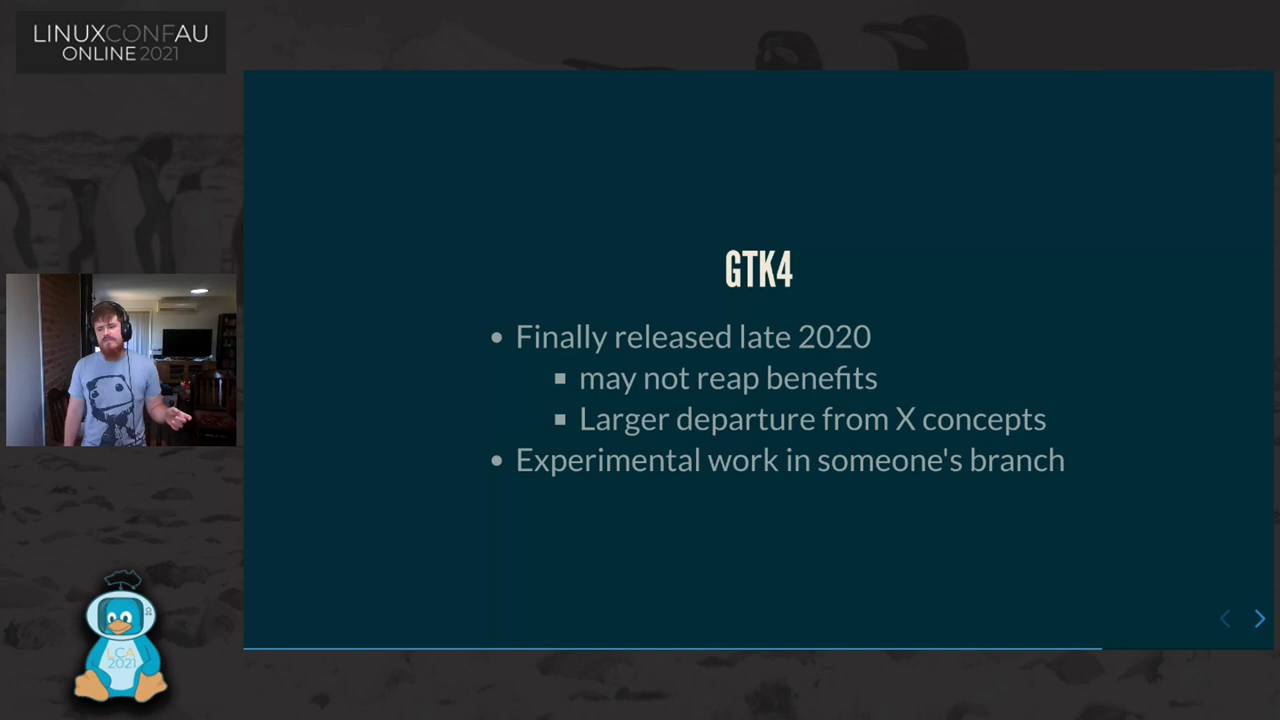 LINUXCONFAU
ONLINE 2021
GTK4
Finally released late 2020
may not reap benefits
Larger departure from X concepts
Experimental work in someone's branch
LCA
2021